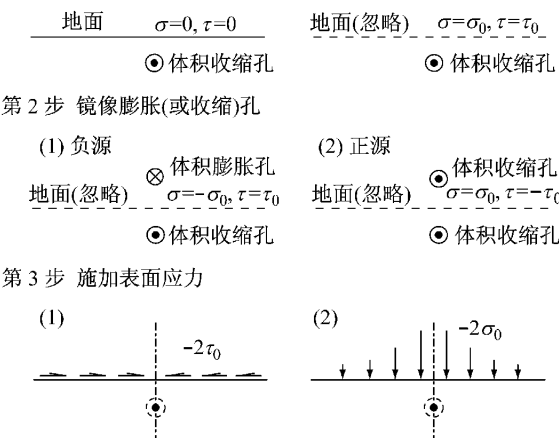 地面 σ=0, τ=0
地面(忽略) σ=σ₀, τ=τ₀
体积收缩孔
体积收缩孔
第2步 镜像膨胀(或收缩)孔
(1) 负源
(2) 正源
体积膨胀孔
体积收缩孔
地面(忽略) σ=-σ₀, τ=τ₀
地面(忽略) σ=σ₀, τ=-τ₀
体积收缩孔
体积收缩孔
第3步 施加表面应力
(1)
(2)
-2τ₀
-2σ₀